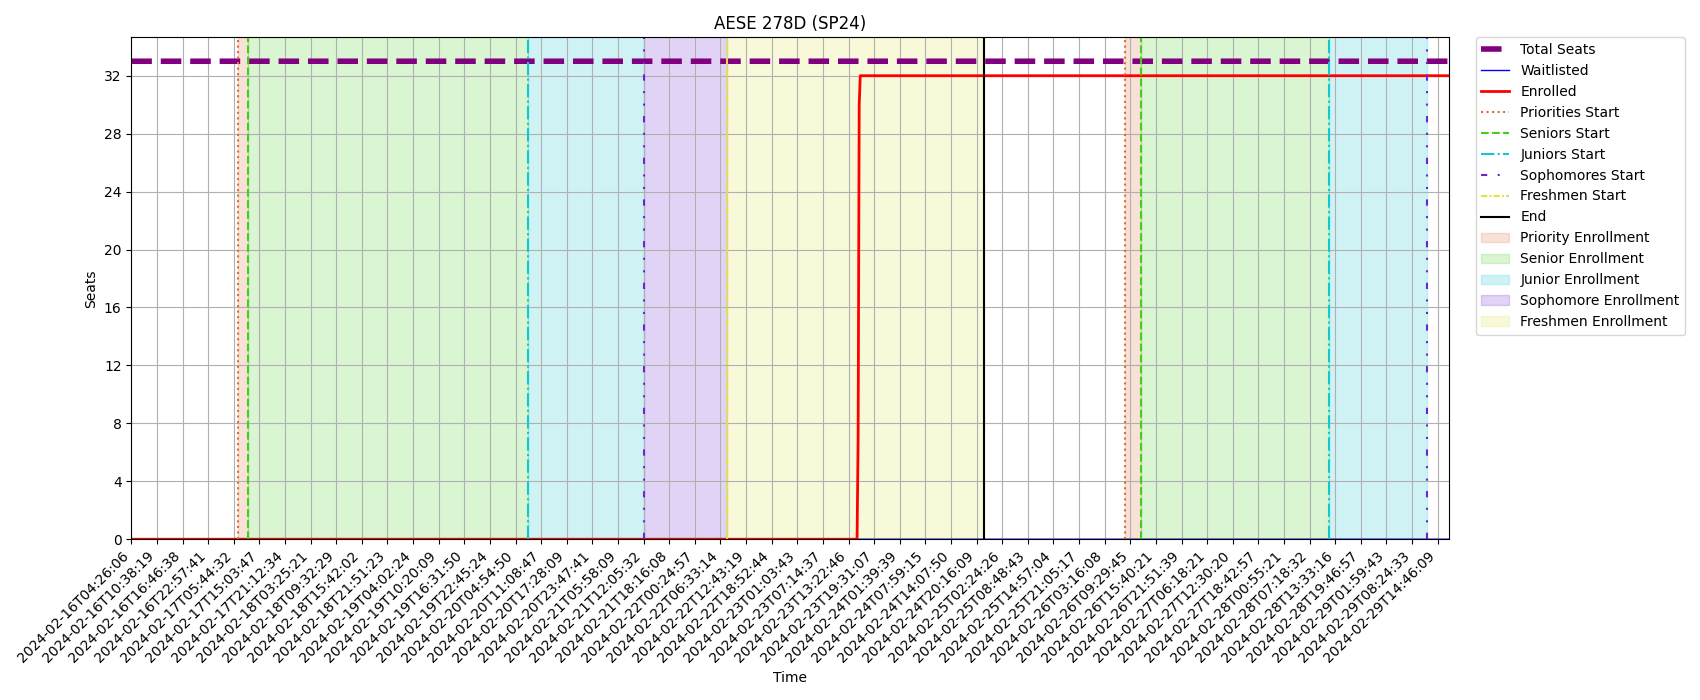 AESE 278D (SP24)
Seats
32
28
24
20
16
12
8
4
0
2024-02-16T04:26:06
2024-02-16T10:38:19
2024-02-16T16:46:38
2024-02-16T22:57:41
2024-02-17T05:44:32
2024-02-17T15:03:47
2024-02-17T21:12:34
2024-02-18T03:25:21
2024-02-18T09:32:29
2024-02-18T15:42:02
2024-02-18T21:51:23
2024-02-19T04:02:24
2024-02-19T10:20:09
2024-02-19T16:31:50
2024-02-19T22:45:24
2024-02-20T04:54:50
2024-02-20T11:08:47
2024-02-20T17:28:09
2024-02-20T23:47:41
2024-02-21T05:58:09
2024-02-21T12:05:32
2024-02-21T18:16:08
2024-02-22T00:24:57
2024-02-22T06:33:14
2024-02-22T12:43:19
2024-02-22T18:52:44
2024-02-23T01:03:43
2024-02-23T07:14:37
2024-02-23T13:22:46
2024-02-23T19:31:07
2024-02-24T01:39:39
2024-02-24T07:59:15
2024-02-24T14:07:50
2024-02-24T20:16:09
2024-02-25T02:24:26
2024-02-25T08:48:43
2024-02-25T14:57:04
2024-02-25T21:05:17
2024-02-26T03:16:08
2024-02-26T09:29:45
2024-02-26T15:40:21
2024-02-26T21:51:39
2024-02-27T06:18:21
2024-02-27T12:30:20
2024-02-27T18:42:57
2024-02-28T00:55:21
2024-02-28T07:18:32
2024-02-28T13:33:16
2024-02-28T19:46:57
2024-02-29T01:59:43
2024-02-29T08:24:33
2024-02-29T14:46:09
Time
Total Seats
Waitlisted
Enrolled
Priorities Start
Seniors Start
Juniors Start
Sophomores Start
Freshmen Start
End
Priority Enrollment
Senior Enrollment
Junior Enrollment
Sophomore Enrollment
Freshmen Enrollment